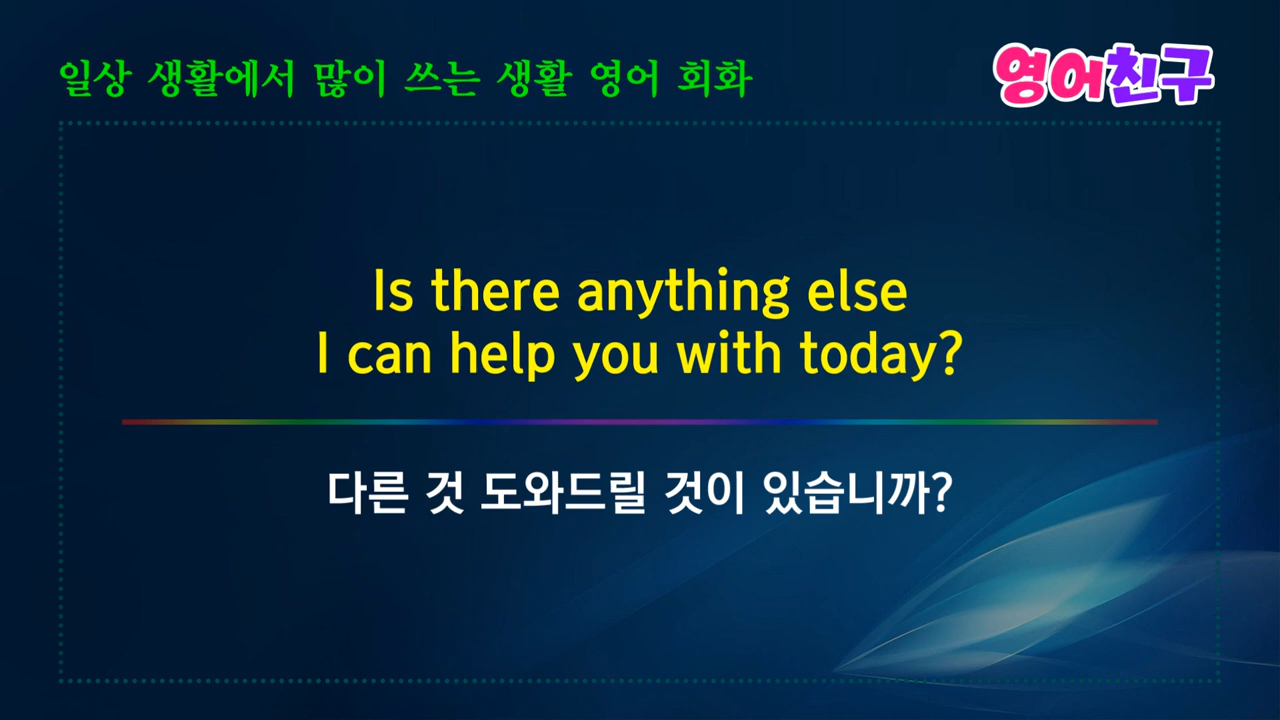 일상 생활에서 많이 쓰는 생활 영어 회화
영어친구
Is there anything else
I can help you with today?
다른 것 도와드릴 것이 있습니까?